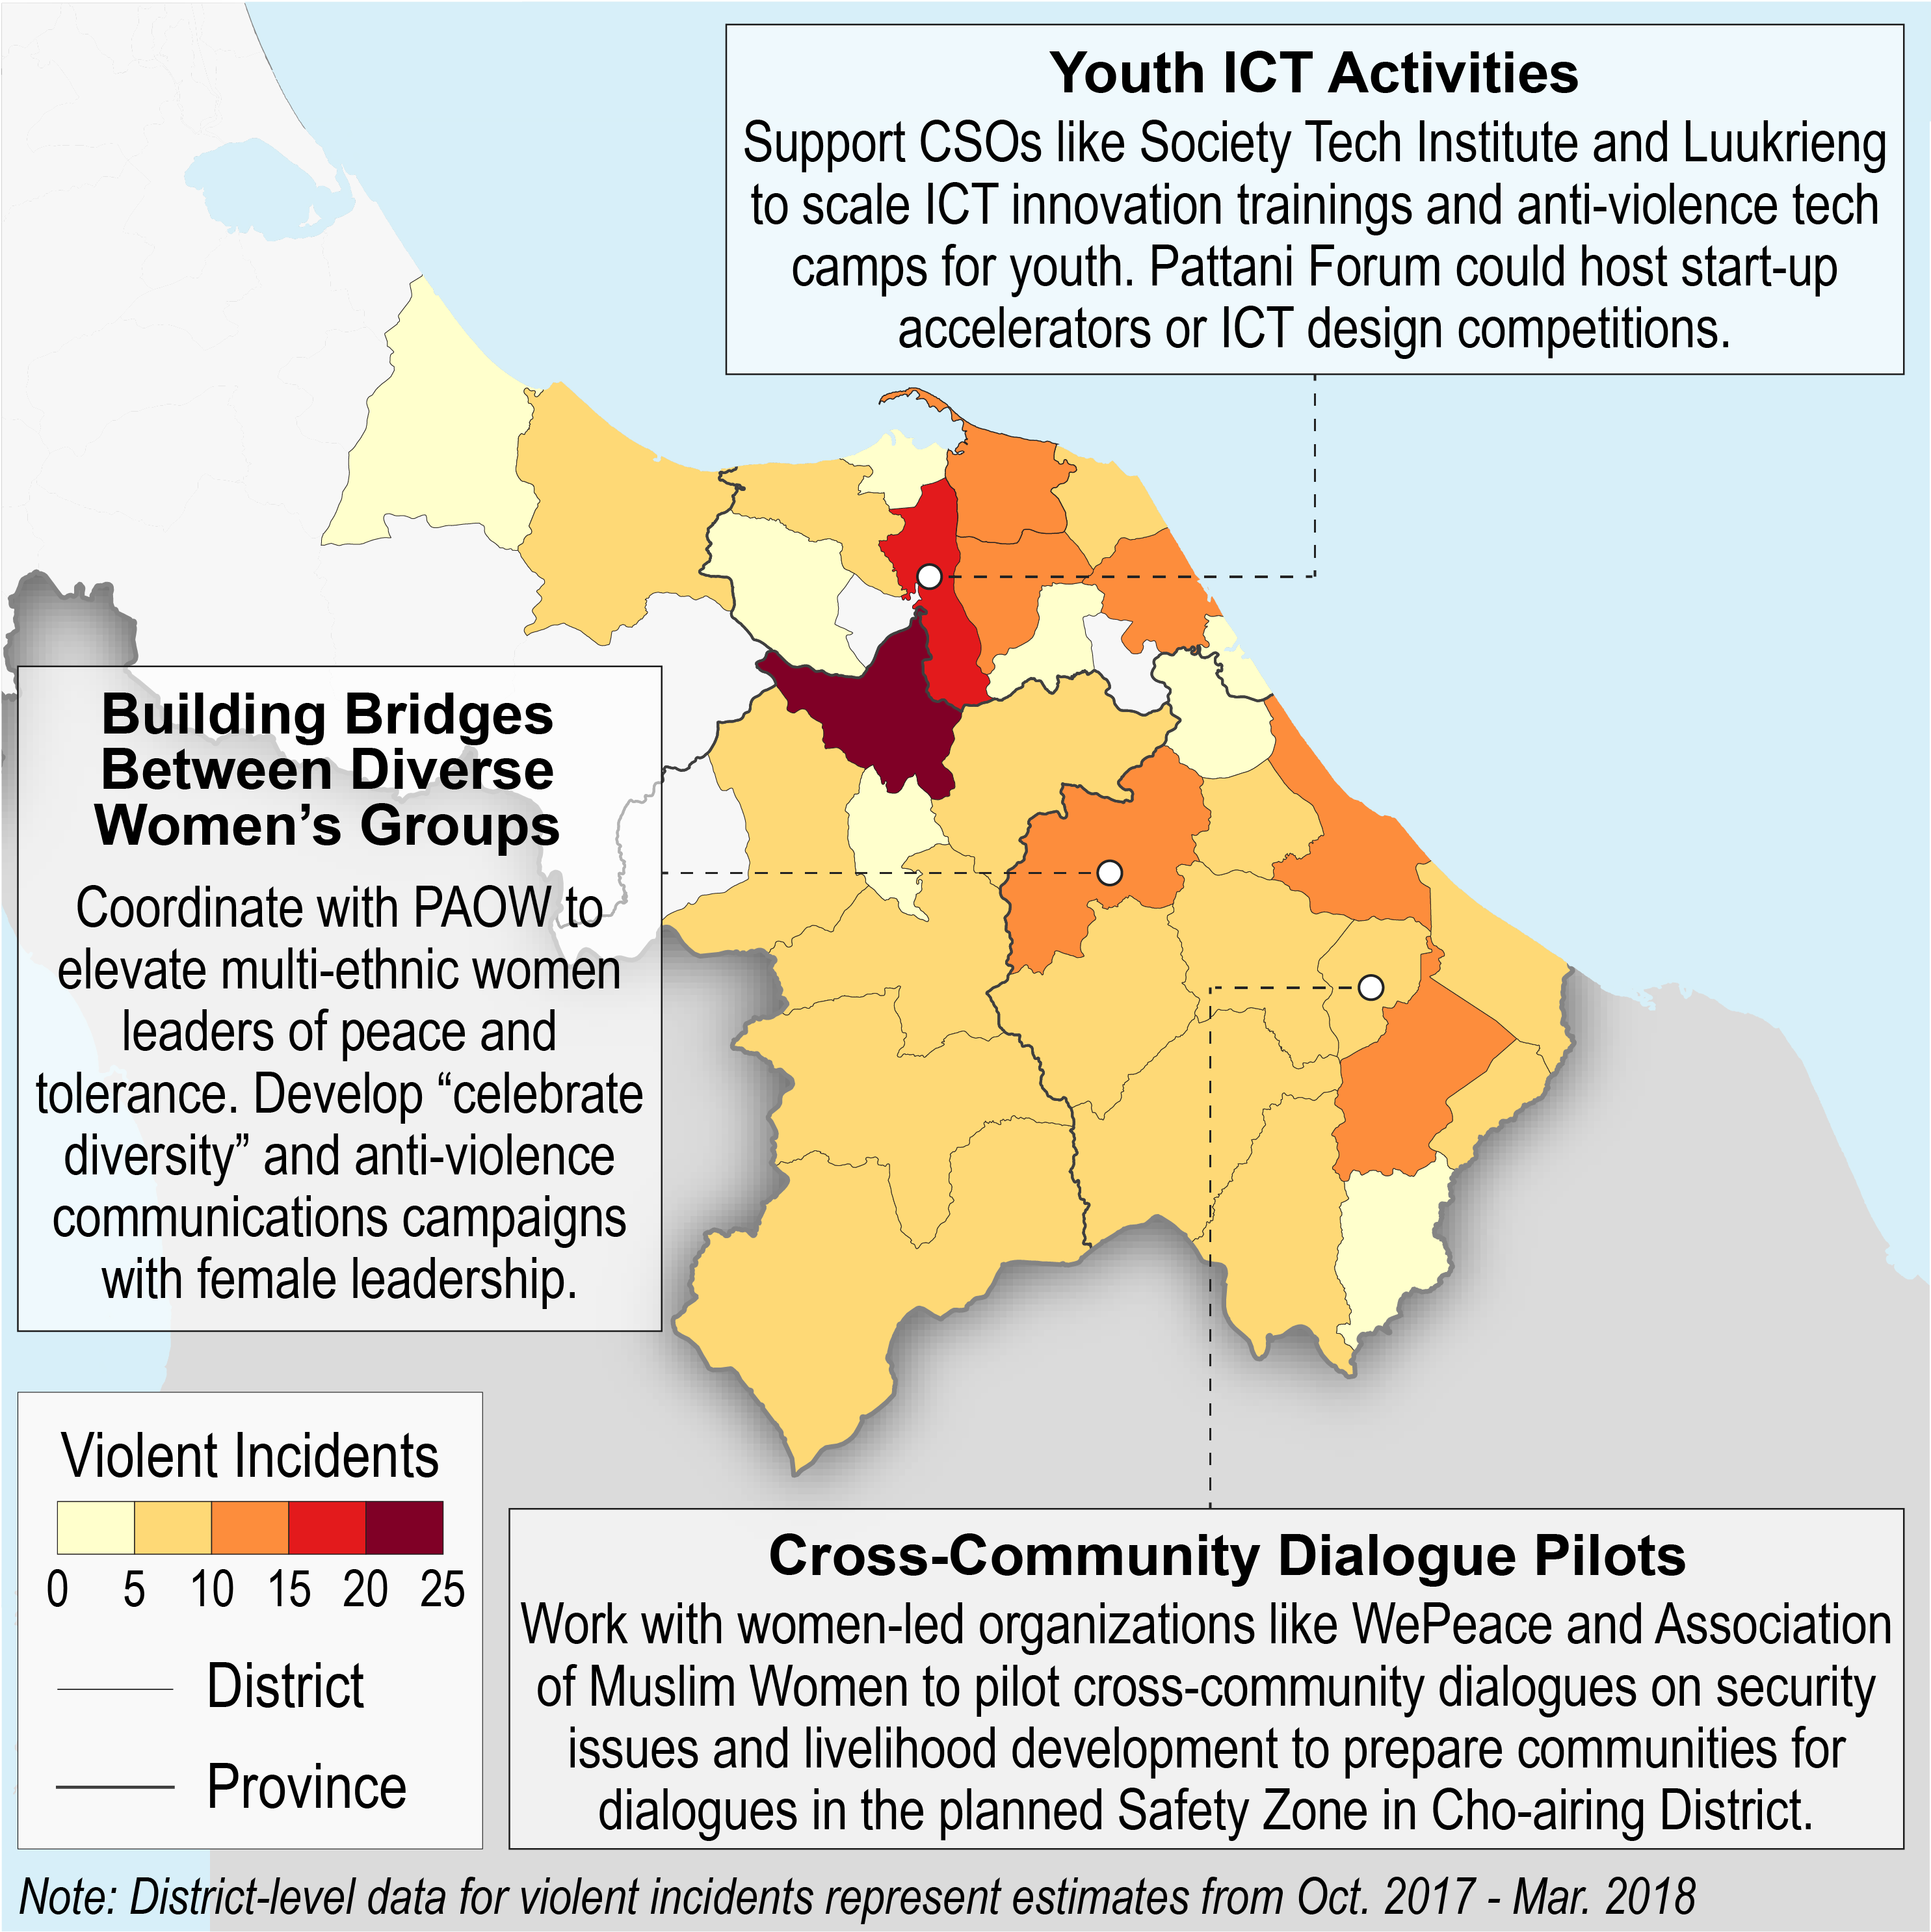 Youth ICT Activities
Support CSOs like Society Tech Institute and Luukrieng
to scale ICT innovation trainings and anti-violence tech
camps for youth. Pattani Forum could host start-up
accelerators or ICT design competitions.
Building Bridges
Between Diverse
Women’s Groups
Coordinate with PAOW to
elevate multi-ethnic women
leaders of peace and
tolerance. Develop “celebrate
diversity” and anti-violence
communications campaigns
with female leadership.
Violent Incidents
0 5 10 15 20 25
District
Province
Cross-Community Dialogue Pilots
Work with women-led organizations like WePeace and Association
of Muslim Women to pilot cross-community dialogues on security
issues and livelihood development to prepare communities for
dialogues in the planned Safety Zone in Cho-airing District.
Note: District-level data for violent incidents represent estimates from Oct. 2017 - Mar. 2018